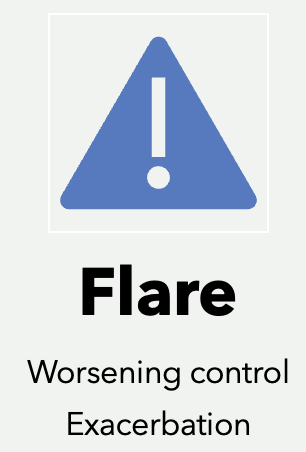 !
Flare
Worsening control
Exacerbation